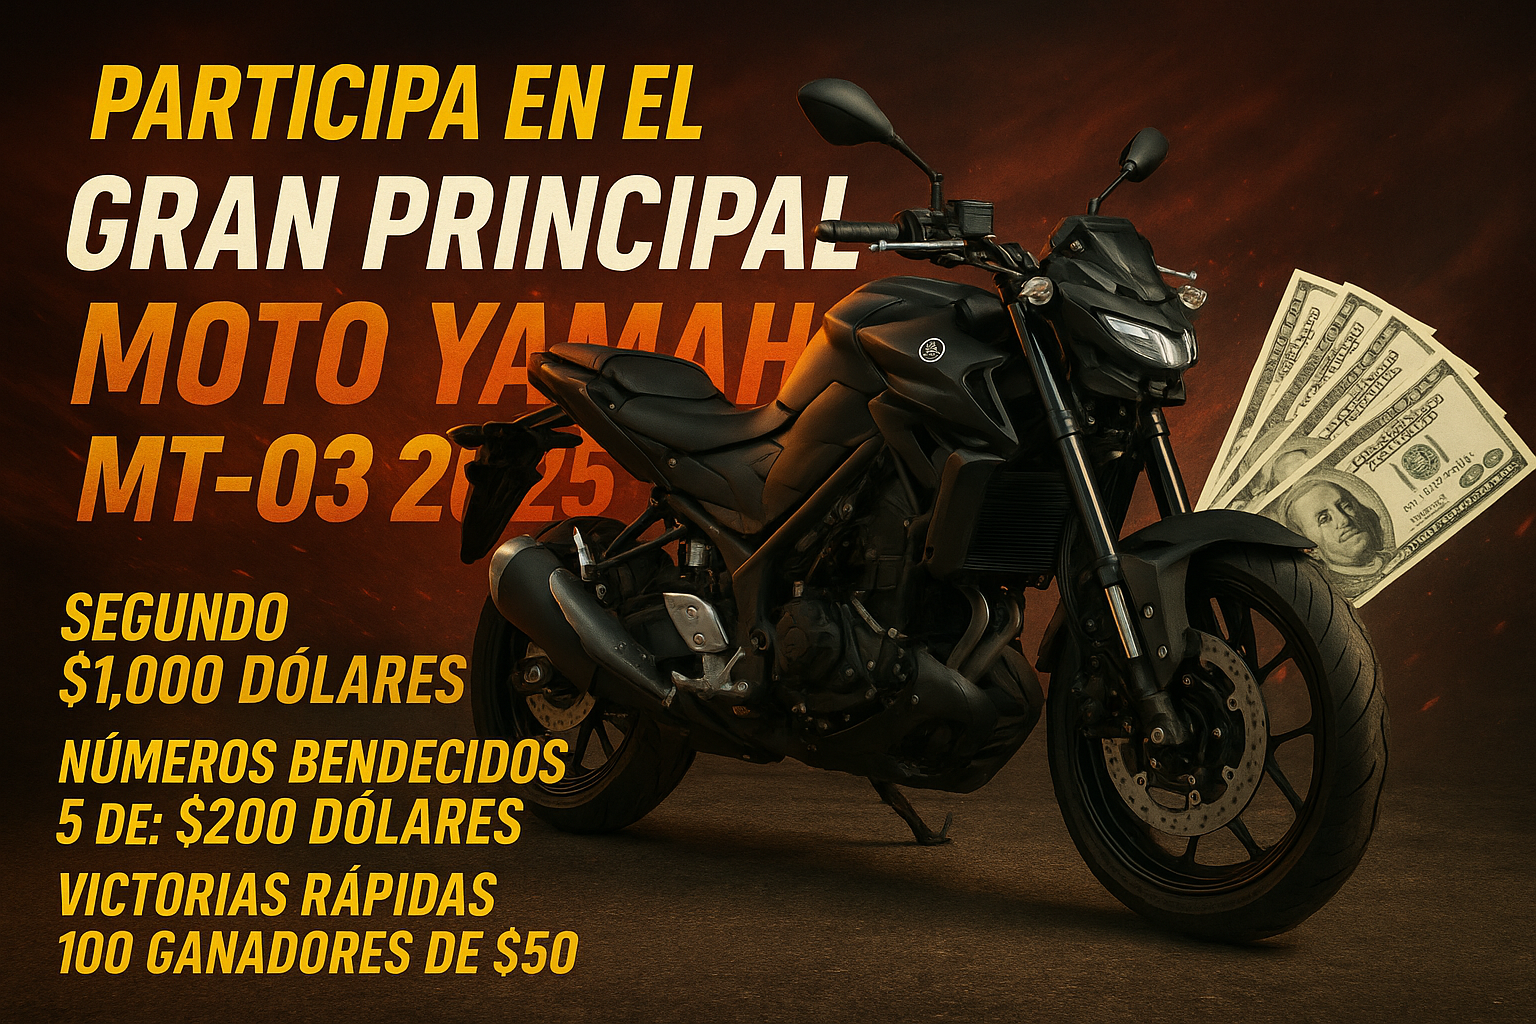 PARTICIPA EN EL
GRAN PRINCIPAL
MOTO YAMAH
MT-03 2025
SEGUNDO
$1,000 DÓLARES
NÚMEROS BENDECIDOS
5 DE: $200 DÓLARES
VICTORIAS RÁPIDAS
100 GANADORES DE $50